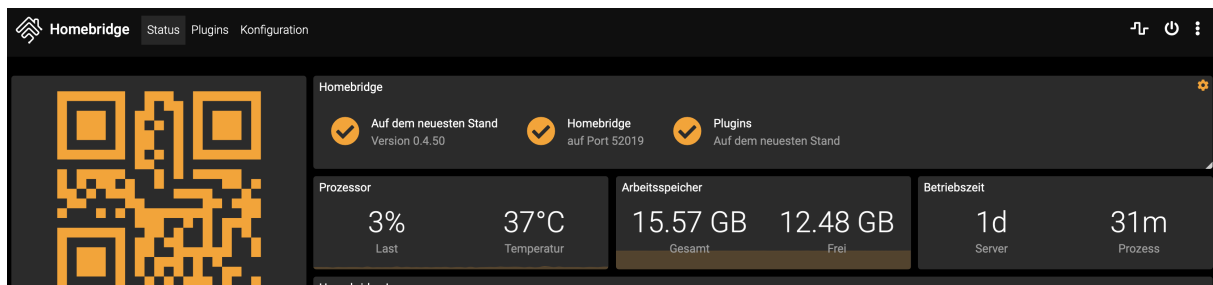 Homebridge Status Plugins Konfiguration
Homebridge
Auf dem neuesten Stand Homebridge Plugins
Version 0.4.50 auf Port 52019 Auf dem neuesten Stand
Prozessor Arbeitsspeicher Betriebszeit
3% 37°C 15.57 GB 12.48 GB 1d 31m
Last Temperatur Gesamt Frei Server Prozess